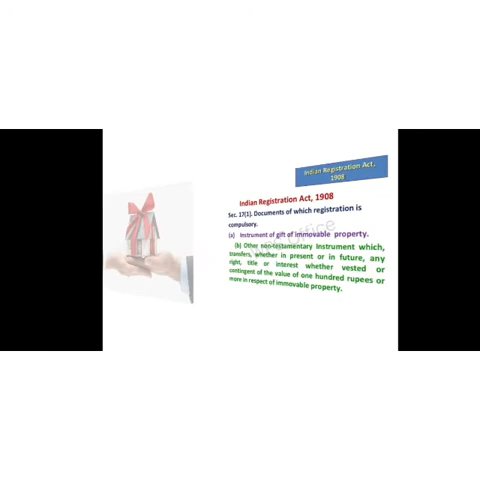 Indian Registration Act,
1908
Indian Registration Act, 1908
Sec. 17(1). Documents of which registration is
compulsory.
(a) Instrument of gift of immovable property.
(b) Other non-testamentary Instrument which,
transfers, whether in present or in future, any
right, title or interest whether vested or
contingent of the value of one hundred rupees or
more in respect of immovable property.
office